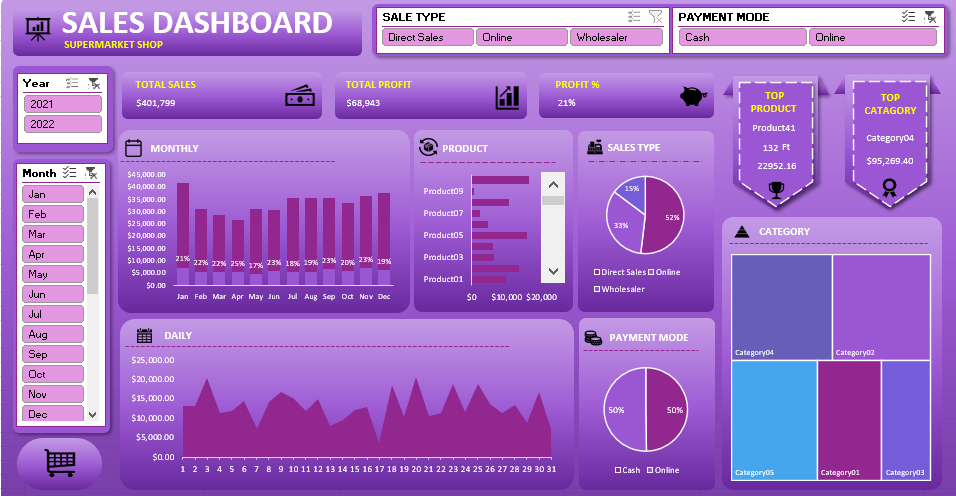 SALES DASHBOARD
SUPERMARKET SHOP
SALE TYPE
Direct Sales
Online
Wholesaler
PAYMENT MODE
Cash
Online
Year
2021
2022
TOTAL SALES
$401,799
TOTAL PROFIT
$68,943
PROFIT %
21%
TOP
PRODUCT
Product41
132 Ft
22952.16
TOP
CATAGORY
Category04
$95,269.40
Month
Jan
Feb
Mar
Apr
May
Jun
Jul
Aug
Sep
Oct
Nov
Dec
MONTHLY
$45,000.00
$40,000.00
$35,000.00
$30,000.00
$25,000.00
$20,000.00
$15,000.00
$10,000.00
$5,000.00
$0.00
21% 22% 22% 25% 17% 23% 18% 19% 23% 20% 23% 19%
Jan Feb Mar Apr May Jun Jul Aug Sep Oct Nov Dec
PRODUCT
Product09
Product07
Product05
Product03
Product01
$0 $10,000 $20,000
SALES TYPE
15%
52%
33%
Direct Sales Online
Wholesaler
CATEGORY
Category04
Category02
Category05
Category01
Category03
DAILY
$25,000.00
$20,000.00
$15,000.00
$10,000.00
$5,000.00
$0.00
1 2 3 4 5 6 7 8 9 10 11 12 13 14 15 16 17 18 19 20 21 22 23 24 25 26 27 28 29 30 31
PAYMENT MODE
50%
50%
Cash Online